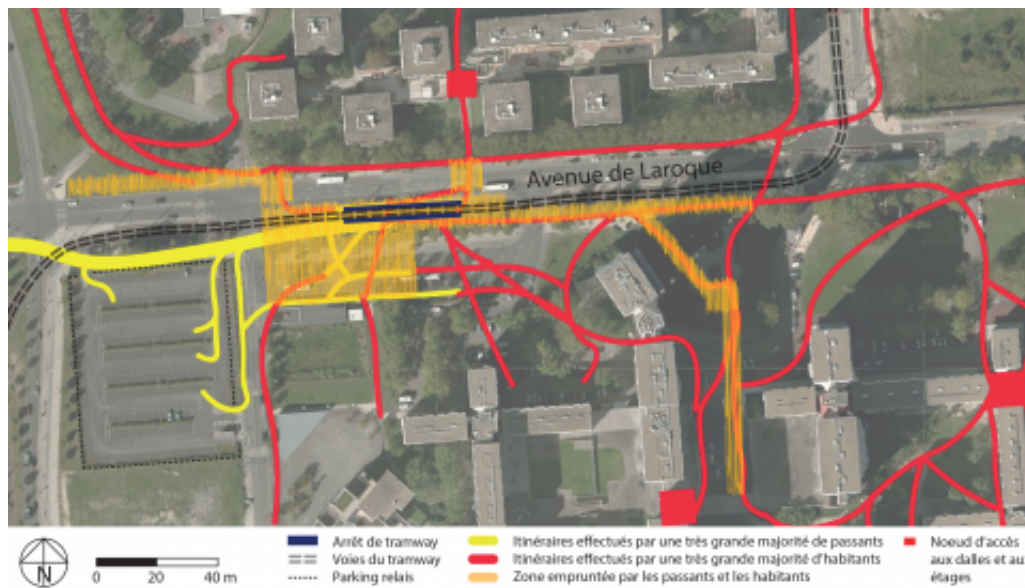 Avenue de Laroque
Arrêt de tramway
Voies du tramway
Parking relais
Itinéraires effectués par une très grande majorité de passants
Itinéraires effectués par une très grande majorité d'habitants
Zone empruntée par les passants et les habitants
Noeud d'accès
aux dalles et au
étages
N
0 20 40 m